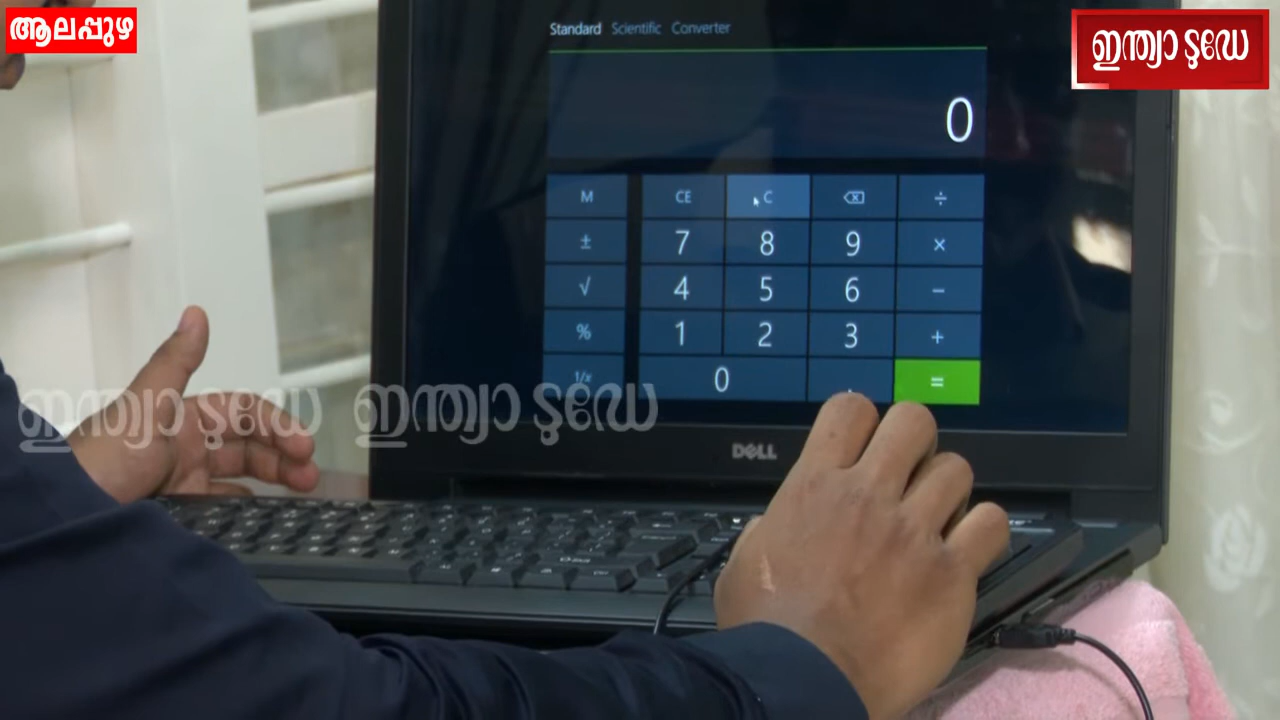 ആലപ്പുഴ
ഇന്ത്യാ ടുഡേ
Standard Scientific Converter
0
M CE C ÷
± 7 8 9 ×
√ 4 5 6 −
% 1 2 3 +
1/x 0 . =
ഇന്ത്യാ ടുഡേ ഇന്ത്യാ ടുഡേ
DELL